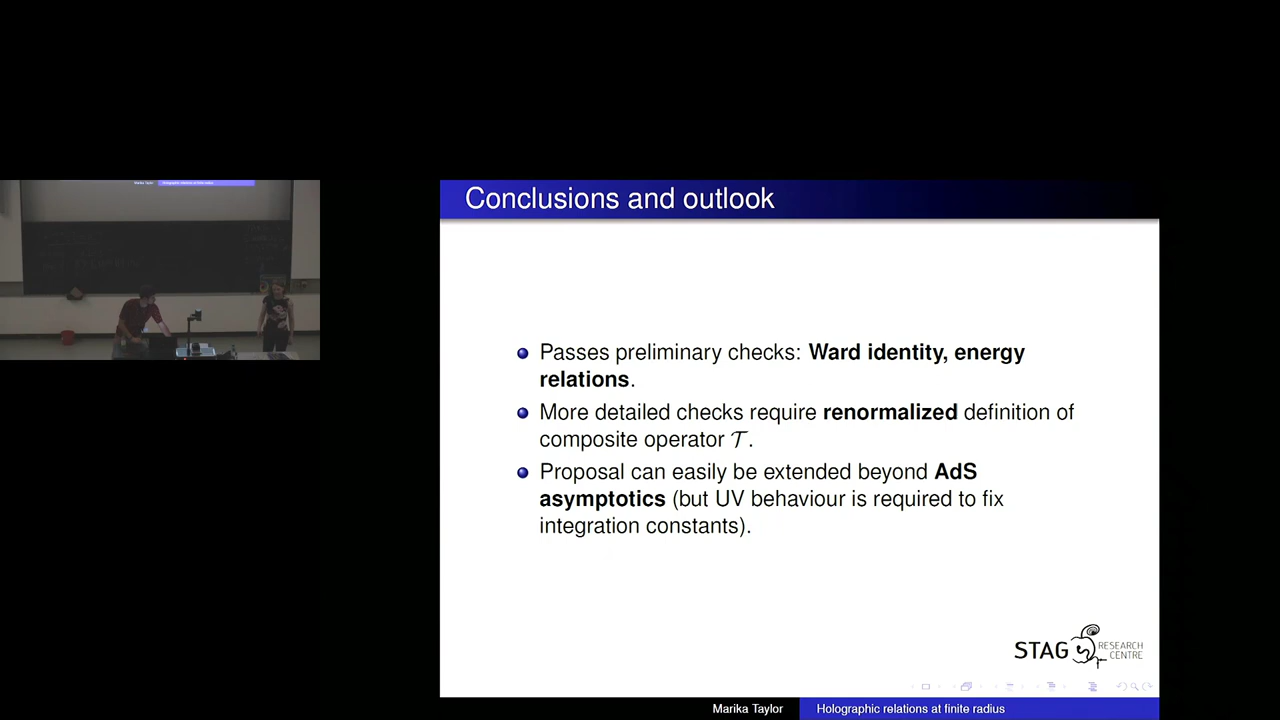 Conclusions and outlook
Passes preliminary checks: Ward identity, energy
relations.
More detailed checks require renormalized definition of
composite operator 𝒯.
Proposal can easily be extended beyond AdS
asymptotics (but UV behaviour is required to fix
integration constants).
STAG RESEARCH
CENTRE
Marika Taylor Holographic relations at finite radius